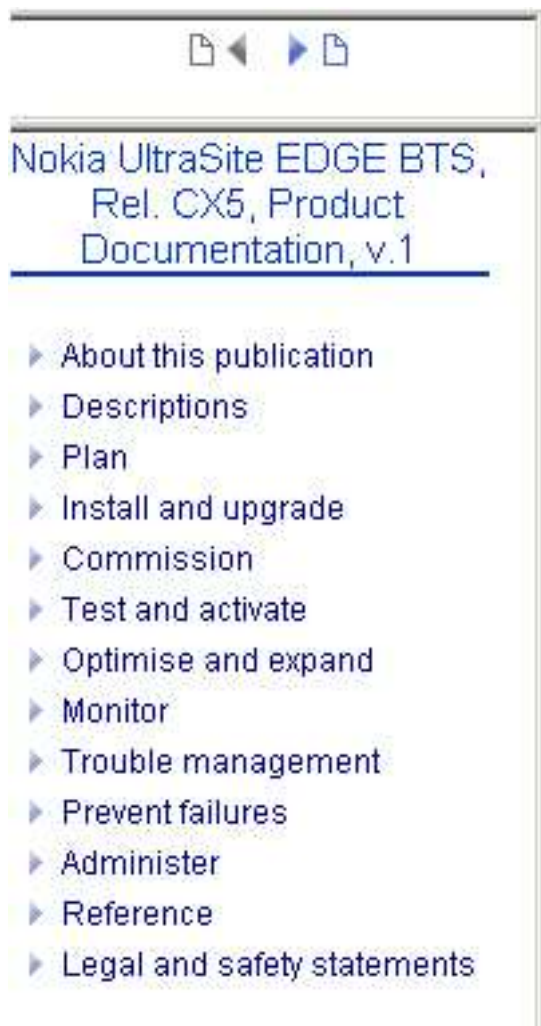 Nokia UltraSite EDGE BTS,
Rel. CX5, Product
Documentation, v.1
About this publication
Descriptions
Plan
Install and upgrade
Commission
Test and activate
Optimise and expand
Monitor
Trouble management
Prevent failures
Administer
Reference
Legal and safety statements